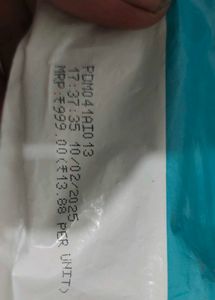 PDM041AI013
17:37:35 10/02/2025
MRP:₹999.00(₹13.88 PER UNIT)